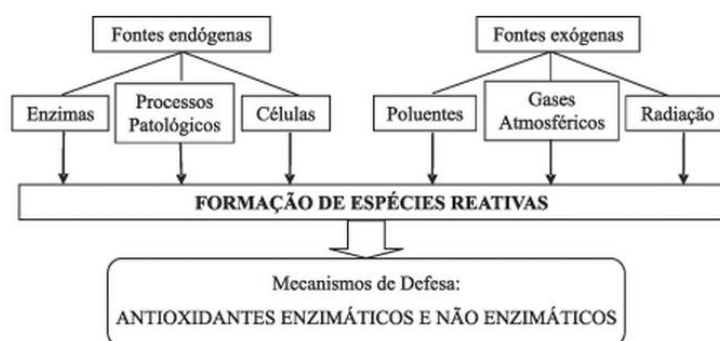 Fontes endógenas
Fontes exógenas
Enzimas
Processos
Patológicos
Células
Poluentes
Gases
Atmosféricos
Radiação
FORMAÇÃO DE ESPÉCIES REATIVAS
Mecanismos de Defesa:
ANTIOXIDANTES ENZIMÁTICOS E NÃO ENZIMÁTICOS